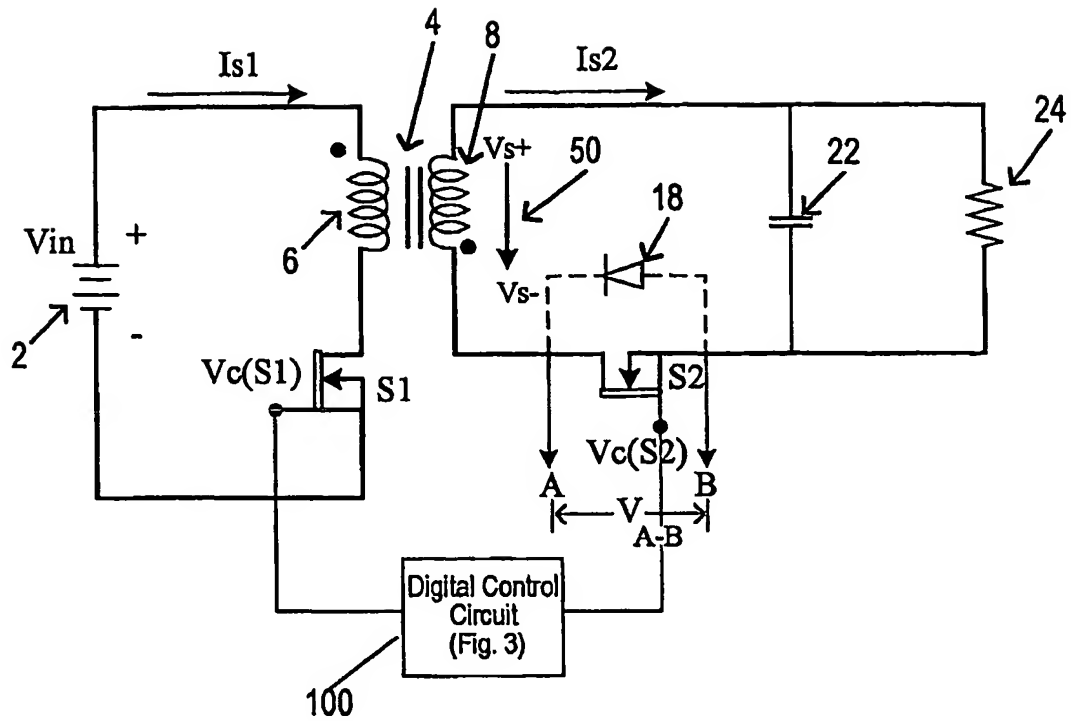 4
8
Is1
Is2
24
Vs+
50
22
18
Vin
+
6
Vs-
2
-
Vc(S1)
S1
S2
Vc(S2)
A
B
V
A-B
Digital Control
Circuit
(Fig. 3)
100